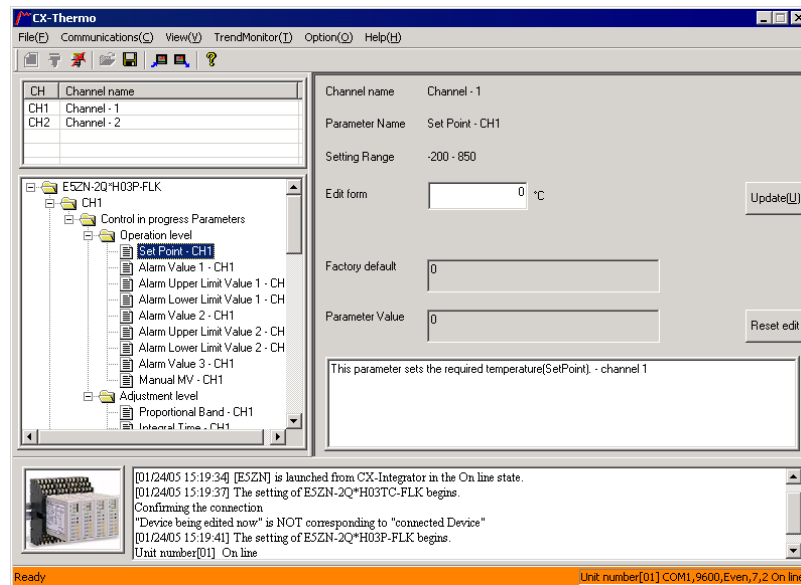 CX-Thermo
File(F) Communications(C) View(V) TrendMonitor(T) Option(O) Help(H)
CH Channel name
CH1 Channel - 1
CH2 Channel - 2
E5ZN-2Q*H03P-FLK
CH1
Control in progress Parameters
Operation level
Set Point - CH1
Alarm Value 1 - CH1
Alarm Upper Limit Value 1 - CH
Alarm Lower Limit Value 1 - CH
Alarm Value 2 - CH1
Alarm Upper Limit Value 2 - CH
Alarm Lower Limit Value 2 - CH
Alarm Value 3 - CH1
Manual MV - CH1
Adjustment level
Proportional Band - CH1
Integral Time - CH1
Channel name Channel - 1
Parameter Name Set Point - CH1
Setting Range -200 - 850
Edit form 0 °C
Update(U)
Factory default 0
Parameter Value 0
Reset edit
This parameter sets the required temperature(SetPoint). - channel 1
[01/24/05 15:19:34] [E5ZN] is launched from CX-Integrator in the On line state.
[01/24/05 15:19:37] The setting of E5ZN-2Q*H03TC-FLK begins.
Confirming the connection
"Device being edited now" is NOT corresponding to "connected Device"
[01/24/05 15:19:41] The setting of E5ZN-2Q*H03P-FLK begins.
Unit number[01] On line
Ready
Unit number[01] COM1,9600,Even,7,2 On line